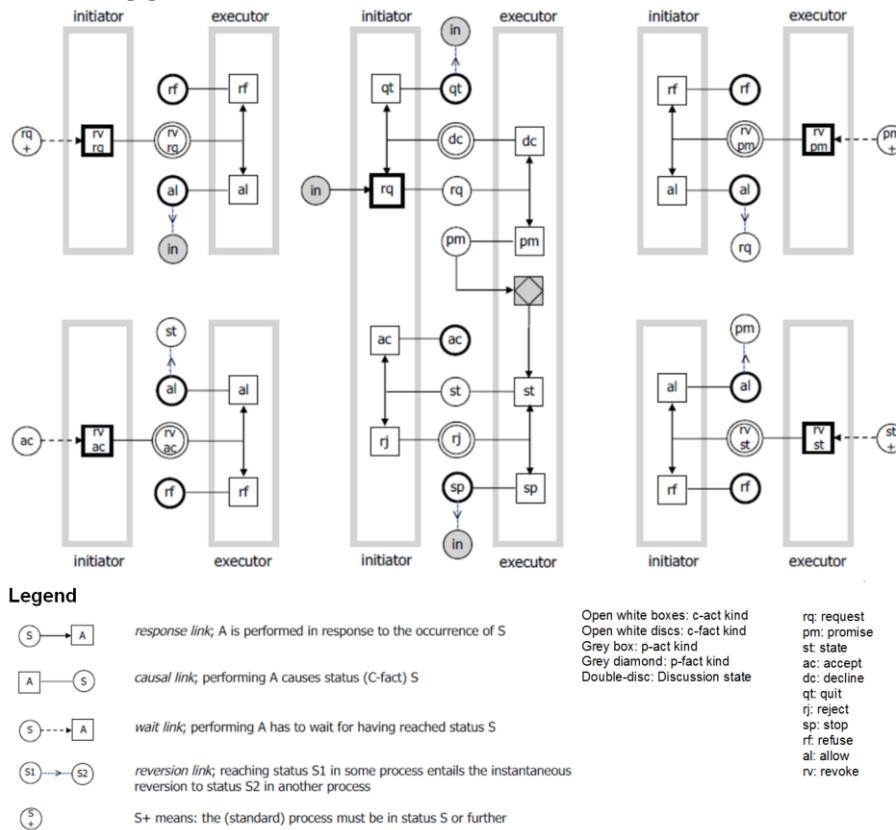 initiator executor
rf rf
rq + rv rq rv rq
al al
in
initiator executor
in
qt qt
dc dc
in rq rq
pm pm
ac ac
st st
rj rj
sp sp
in
initiator executor
initiator executor
rf rf
rv pm rv pm pm +
al al
rq
st
al al
ac rv ac rv ac
rf rf
initiator executor
pm
al al
rv st rv st st +
rf rf
initiator executor
Legend
S A response link; A is performed in response to the occurrence of S
A S causal link; performing A causes status (C-fact) S
S A wait link; performing A has to wait for having reached status S
S1 S2 reversion link; reaching status S1 in some process entails the instantaneous
reversion to status S2 in another process
S + S+ means: the (standard) process must be in status S or further
Open white boxes: c-act kind
Open white discs: c-fact kind
Grey box: p-act kind
Grey diamond: p-fact kind
Double-disc: Discussion state
rq: request
pm: promise
st: state
ac: accept
dc: decline
qt: quit
rj: reject
sp: stop
rf: refuse
al: allow
rv: revoke